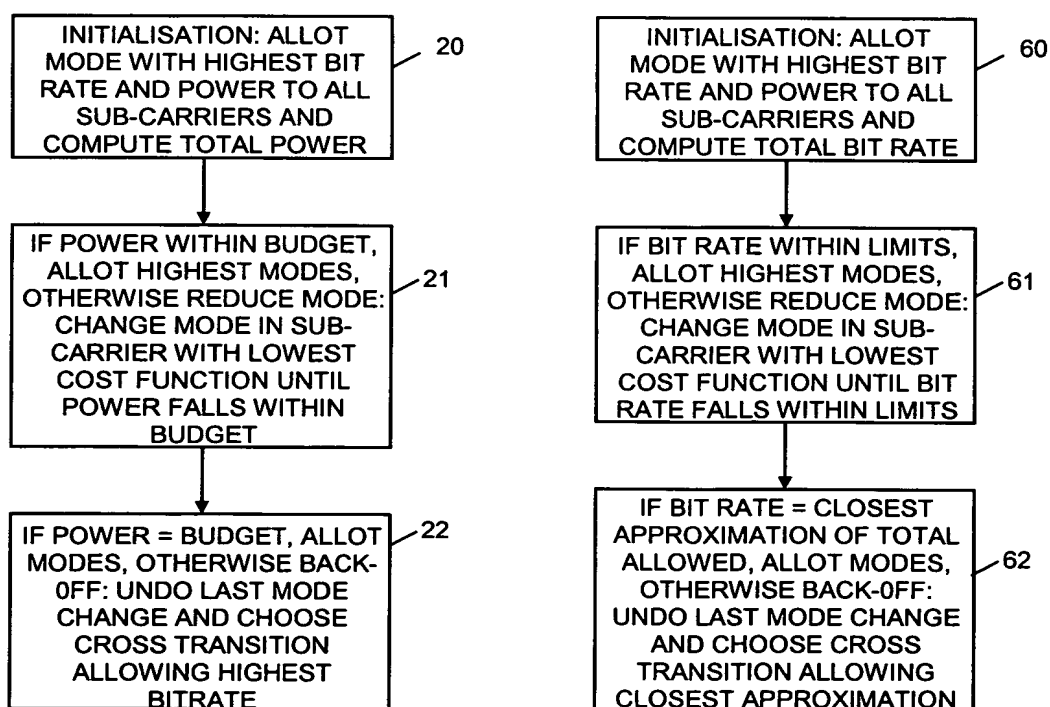 INITIALISATION: ALLOT
MODE WITH HIGHEST BIT
RATE AND POWER TO ALL
SUB-CARRIERS AND
COMPUTE TOTAL POWER
20
IF POWER WITHIN BUDGET,
ALLOT HIGHEST MODES,
OTHERWISE REDUCE MODE:
CHANGE MODE IN SUB-
CARRIER WITH LOWEST
COST FUNCTION UNTIL
POWER FALLS WITHIN
BUDGET
21
IF POWER = BUDGET, ALLOT
MODES, OTHERWISE BACK-
0FF: UNDO LAST MODE
CHANGE AND CHOOSE
CROSS TRANSITION
ALLOWING HIGHEST
BITRATE
22
INITIALISATION: ALLOT
MODE WITH HIGHEST BIT
RATE AND POWER TO ALL
SUB-CARRIERS AND
COMPUTE TOTAL BIT RATE
60
IF BIT RATE WITHIN LIMITS,
ALLOT HIGHEST MODES,
OTHERWISE REDUCE MODE:
CHANGE MODE IN SUB-
CARRIER WITH LOWEST
COST FUNCTION UNTIL BIT
RATE FALLS WITHIN LIMITS
61
IF BIT RATE = CLOSEST
APPROXIMATION OF TOTAL
ALLOWED, ALLOT MODES,
OTHERWISE BACK-0FF:
UNDO LAST MODE CHANGE
AND CHOOSE CROSS
TRANSITION ALLOWING
CLOSEST APPROXIMATION
62